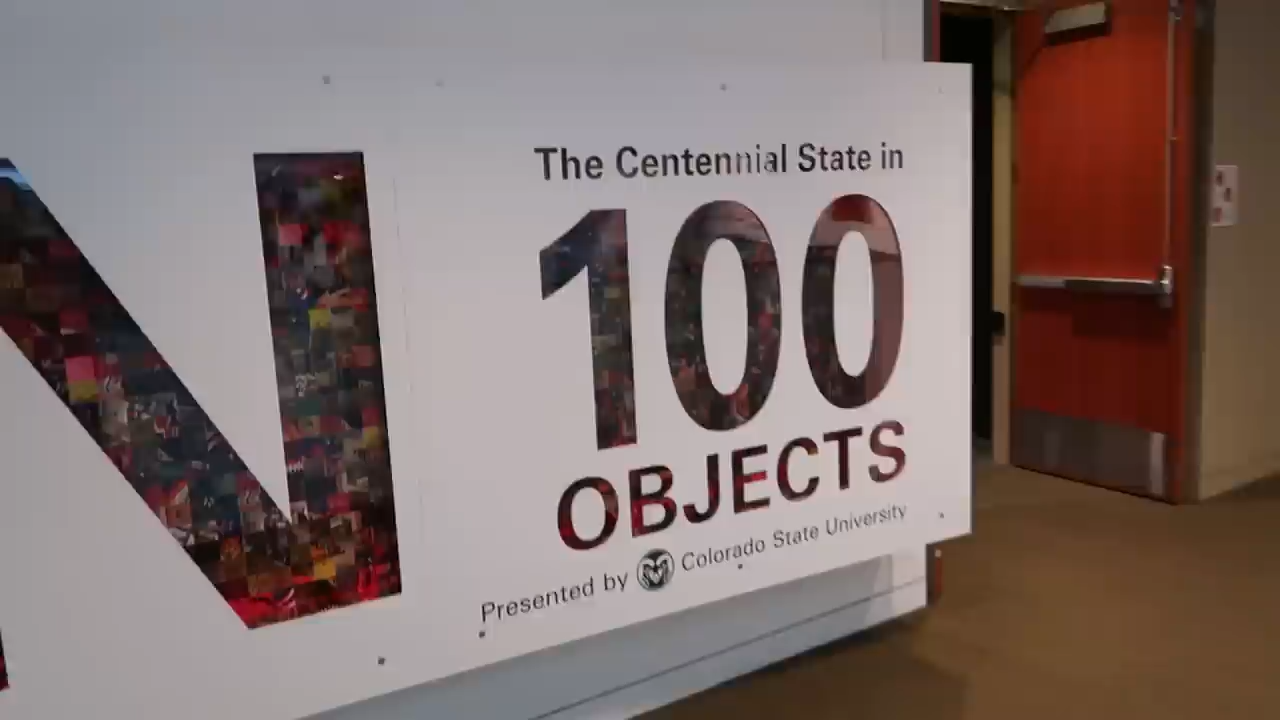 N
The Centennial State in
100
OBJECTS
Presented by Colorado State University